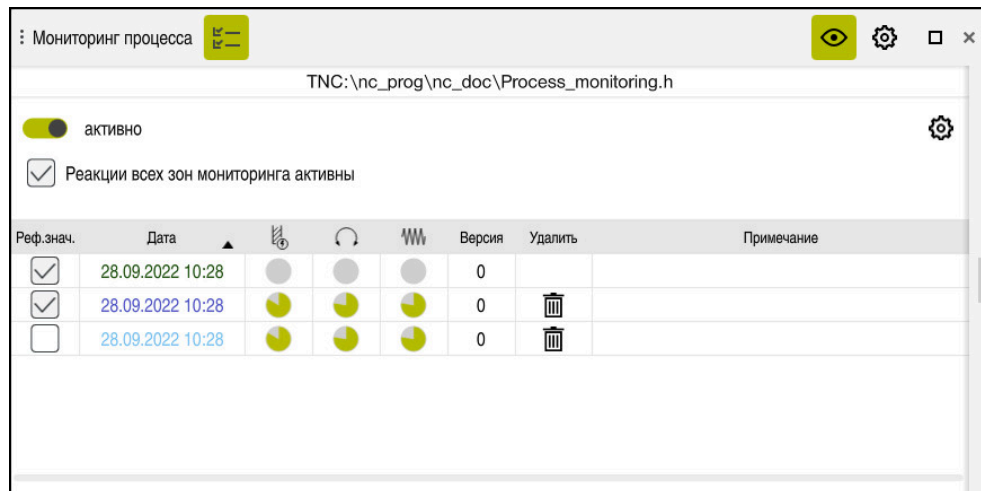 Мониторинг процесса
TNC:\nc_prog\nc_doc\Process_monitoring.h
активно
Реакции всех зон мониторинга активны
Реф.знач. Дата Версия Удалить Примечание
28.09.2022 10:28 0
28.09.2022 10:28 0
28.09.2022 10:28 0